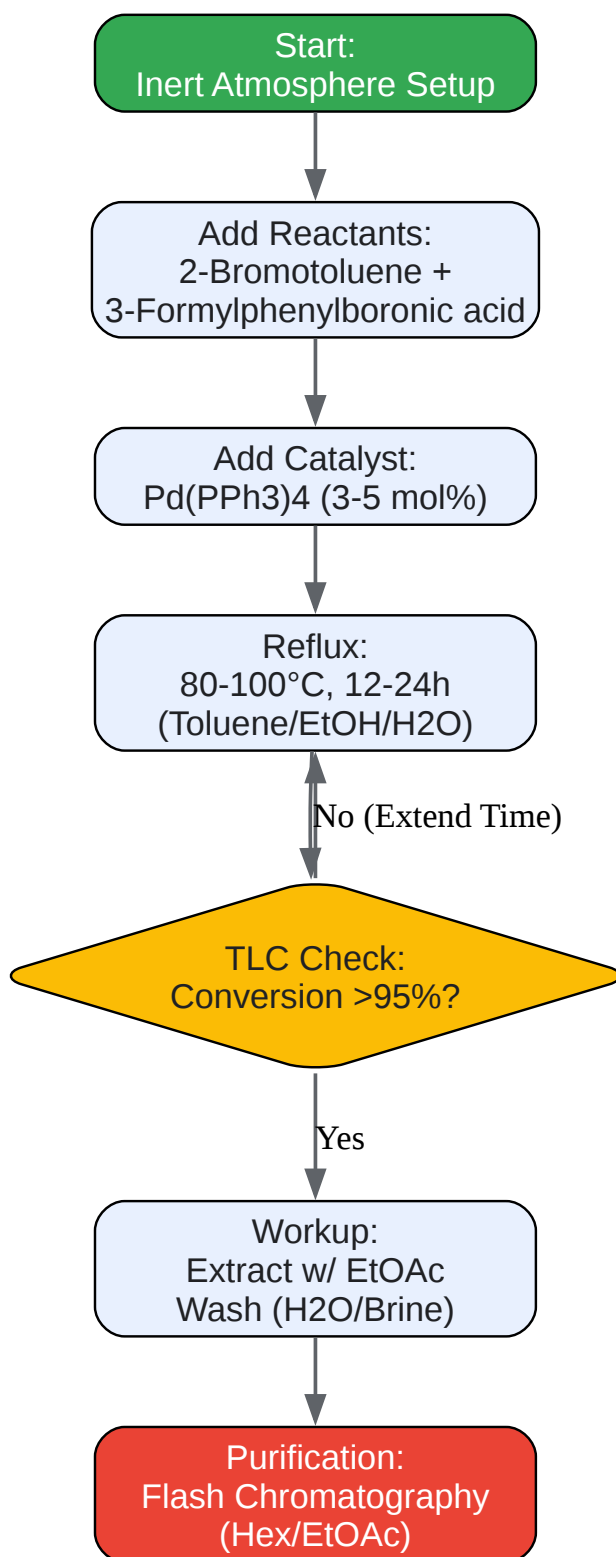 Start:
Inert Atmosphere Setup
Add Reactants:
2-Bromotoluene +
3-Formylphenylboronic acid
Add Catalyst:
Pd(PPh3)4 (3-5 mol%)
Reflux:
80-100°C, 12-24h
(Toluene/EtOH/H2O)
No (Extend Time)
TLC Check:
Conversion >95%?
Yes
Workup:
Extract w/ EtOAc
Wash (H2O/Brine)
Purification:
Flash Chromatography
(Hex/EtOAc)